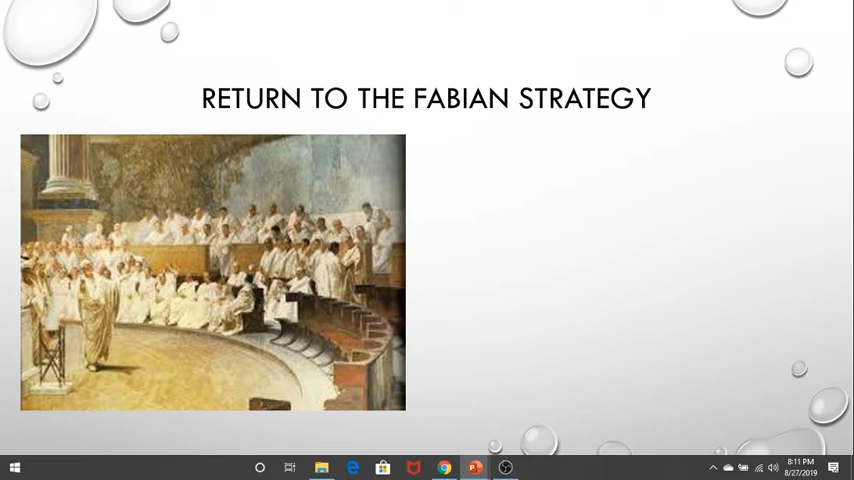 RETURN TO THE FABIAN STRATEGY
8:11 PM
8/27/2019